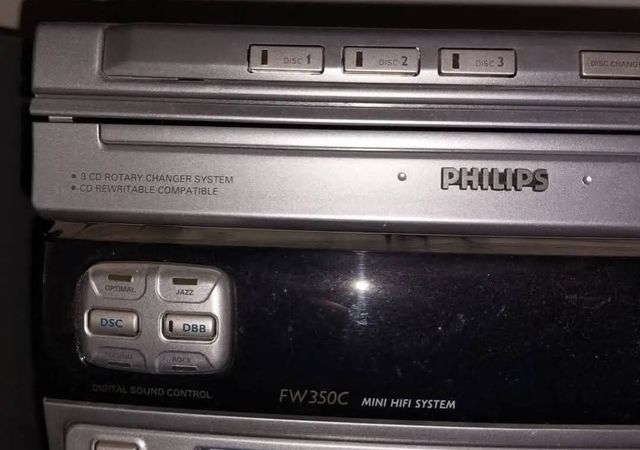 DISC 1
DISC 2
DISC 3
DISC CHANG
• 3 CD ROTARY CHANGER SYSTEM
• CD REWRITABLE COMPATIBLE
PHILIPS
OPTIMAL
JAZZ
DSC
DBB
TECHNO
ROCK
DIGITAL SOUND CONTROL
FW350C MINI HIFI SYSTEM